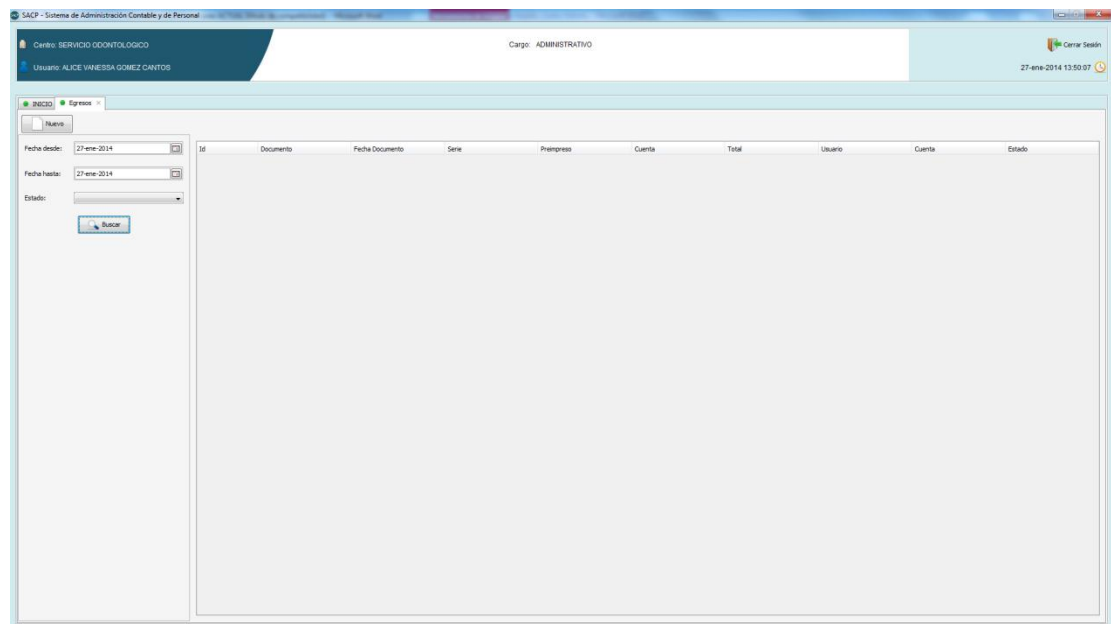 SACP - Sistema de Administración Contable y de Personal
Centro: SERVICIO ODONTOLOGICO
Cargo: ADMINISTRATIVO
Cerrar Sesión
Usuario: ALICE VANESSA GOMEZ CANTOS
27-ene-2014 13:50:07
INICIO Egresos
Nuevo
Fecha desde: 27-ene-2014
Id Documento Fecha Documento Serie Preimpreso Cuenta Total Usuario Cuenta Estado
Fecha hasta: 27-ene-2014
Estado:
Buscar